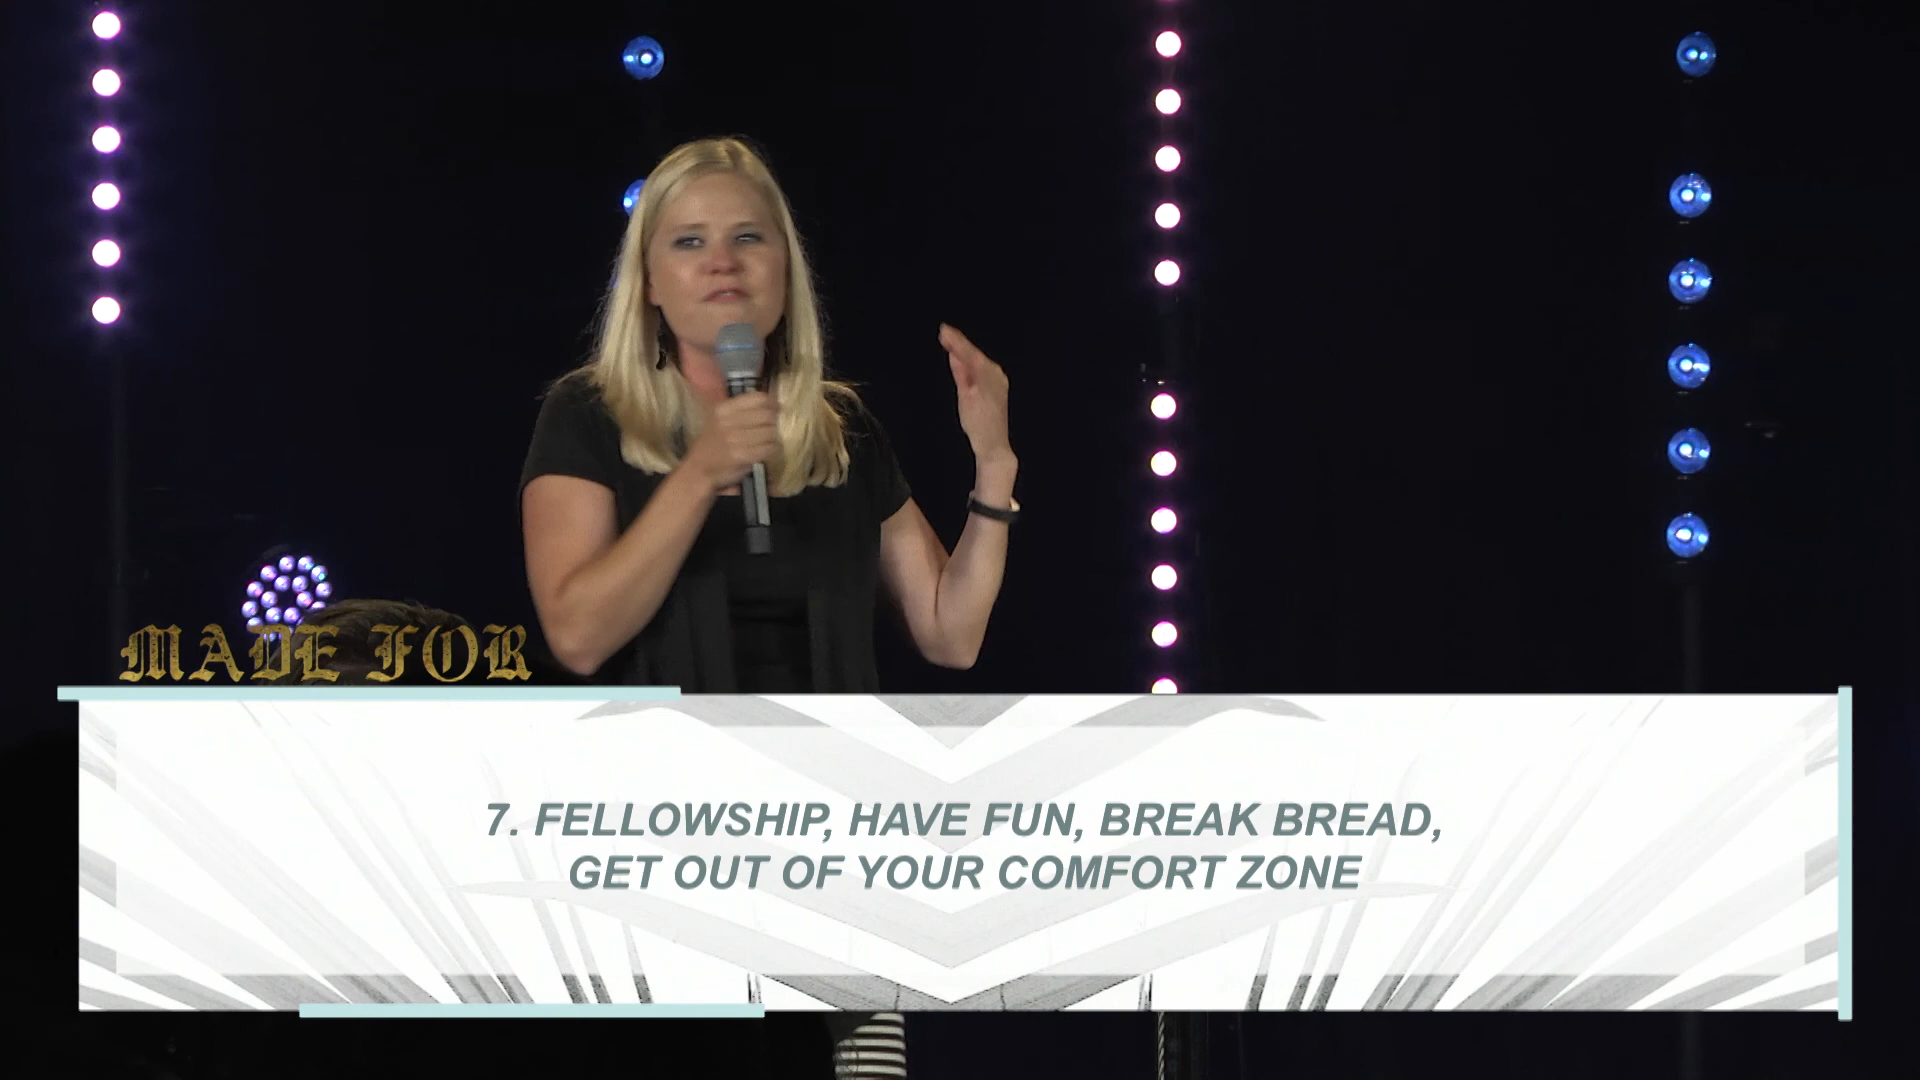 MADE FOR
7. FELLOWSHIP, HAVE FUN, BREAK BREAD,
GET OUT OF YOUR COMFORT ZONE